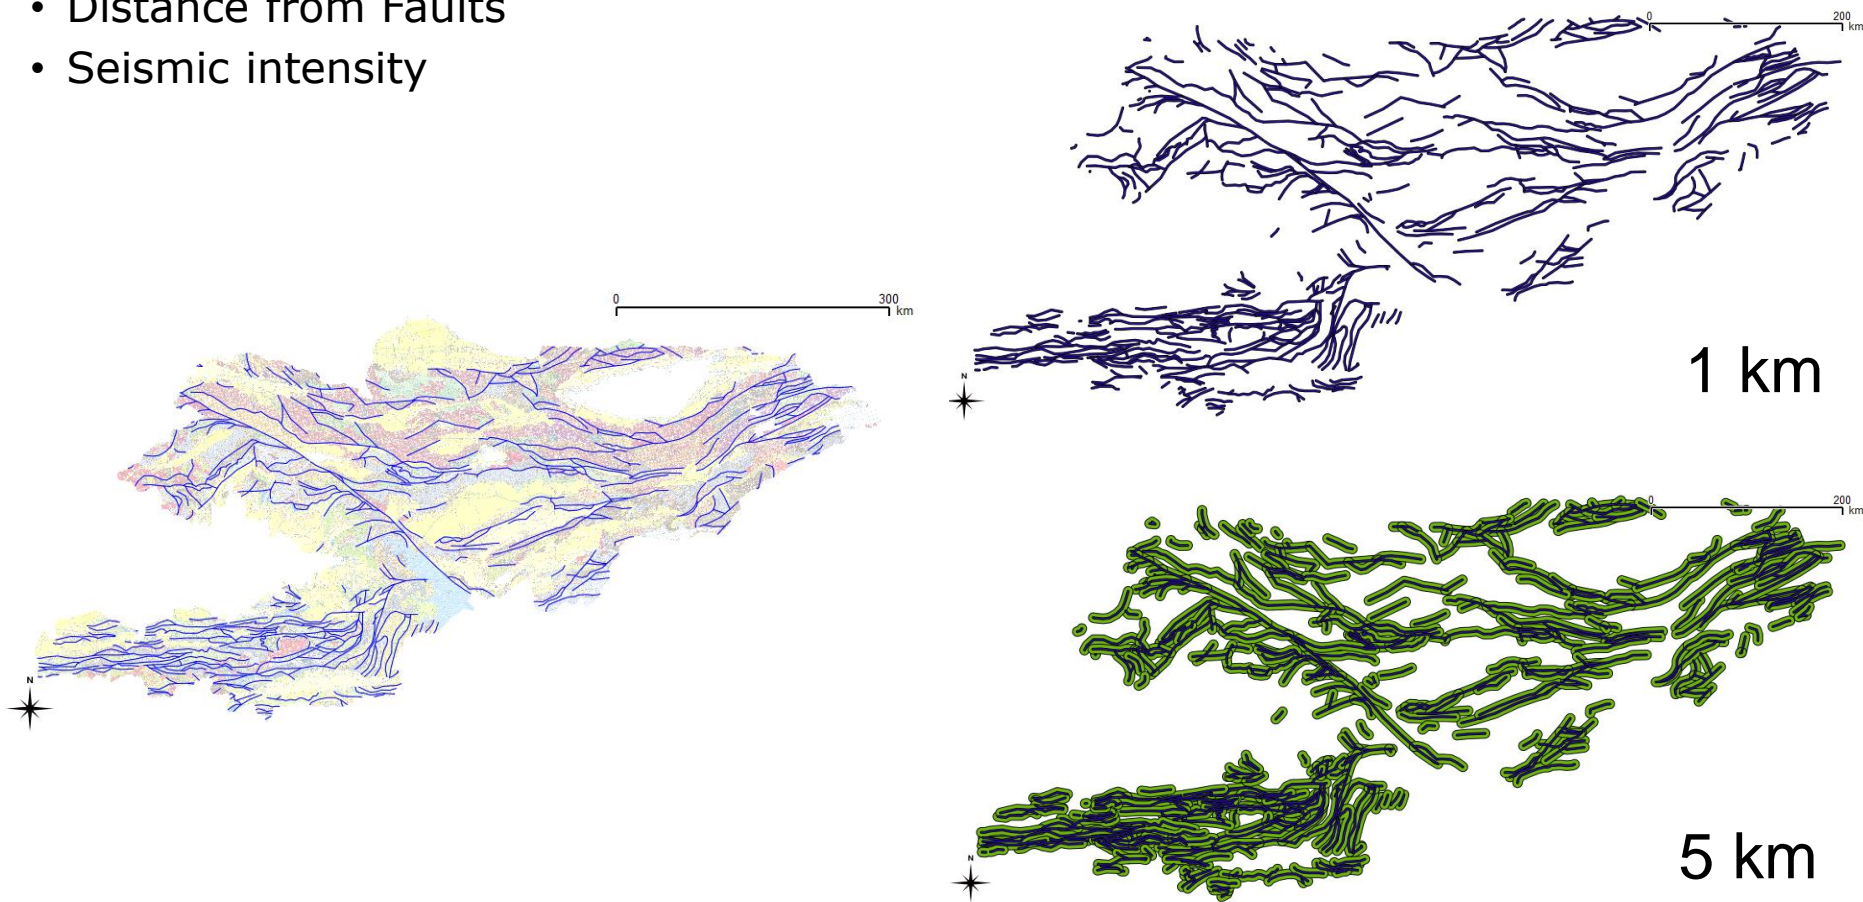 • Distance from Faults
• Seismic intensity
0 200
km
1 km
N
0 300
km
N
0 200
km
5 km
N